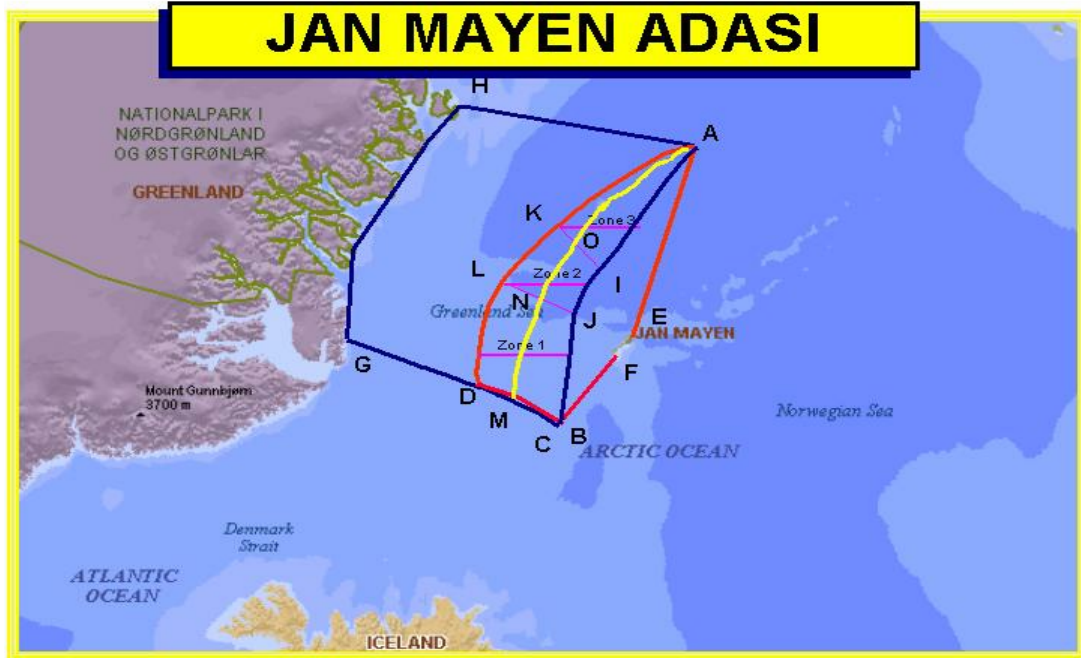 JAN MAYEN ADASI
H
NATIONALPARK I
NØRDGRØNLAND
OG ØSTGRØNLAR
A
GREENLAND
K
Zone 3
O
L
Zone 2
I
N
Greenland Sea
J
E
JAN MAYEN
Zone 1
F
G
D
Mount Gunnbjørn
3700 m
M
B
Norwegian Sea
C
ARCTIC OCEAN
Denmark
Strait
ATLANTIC
OCEAN
ICELAND